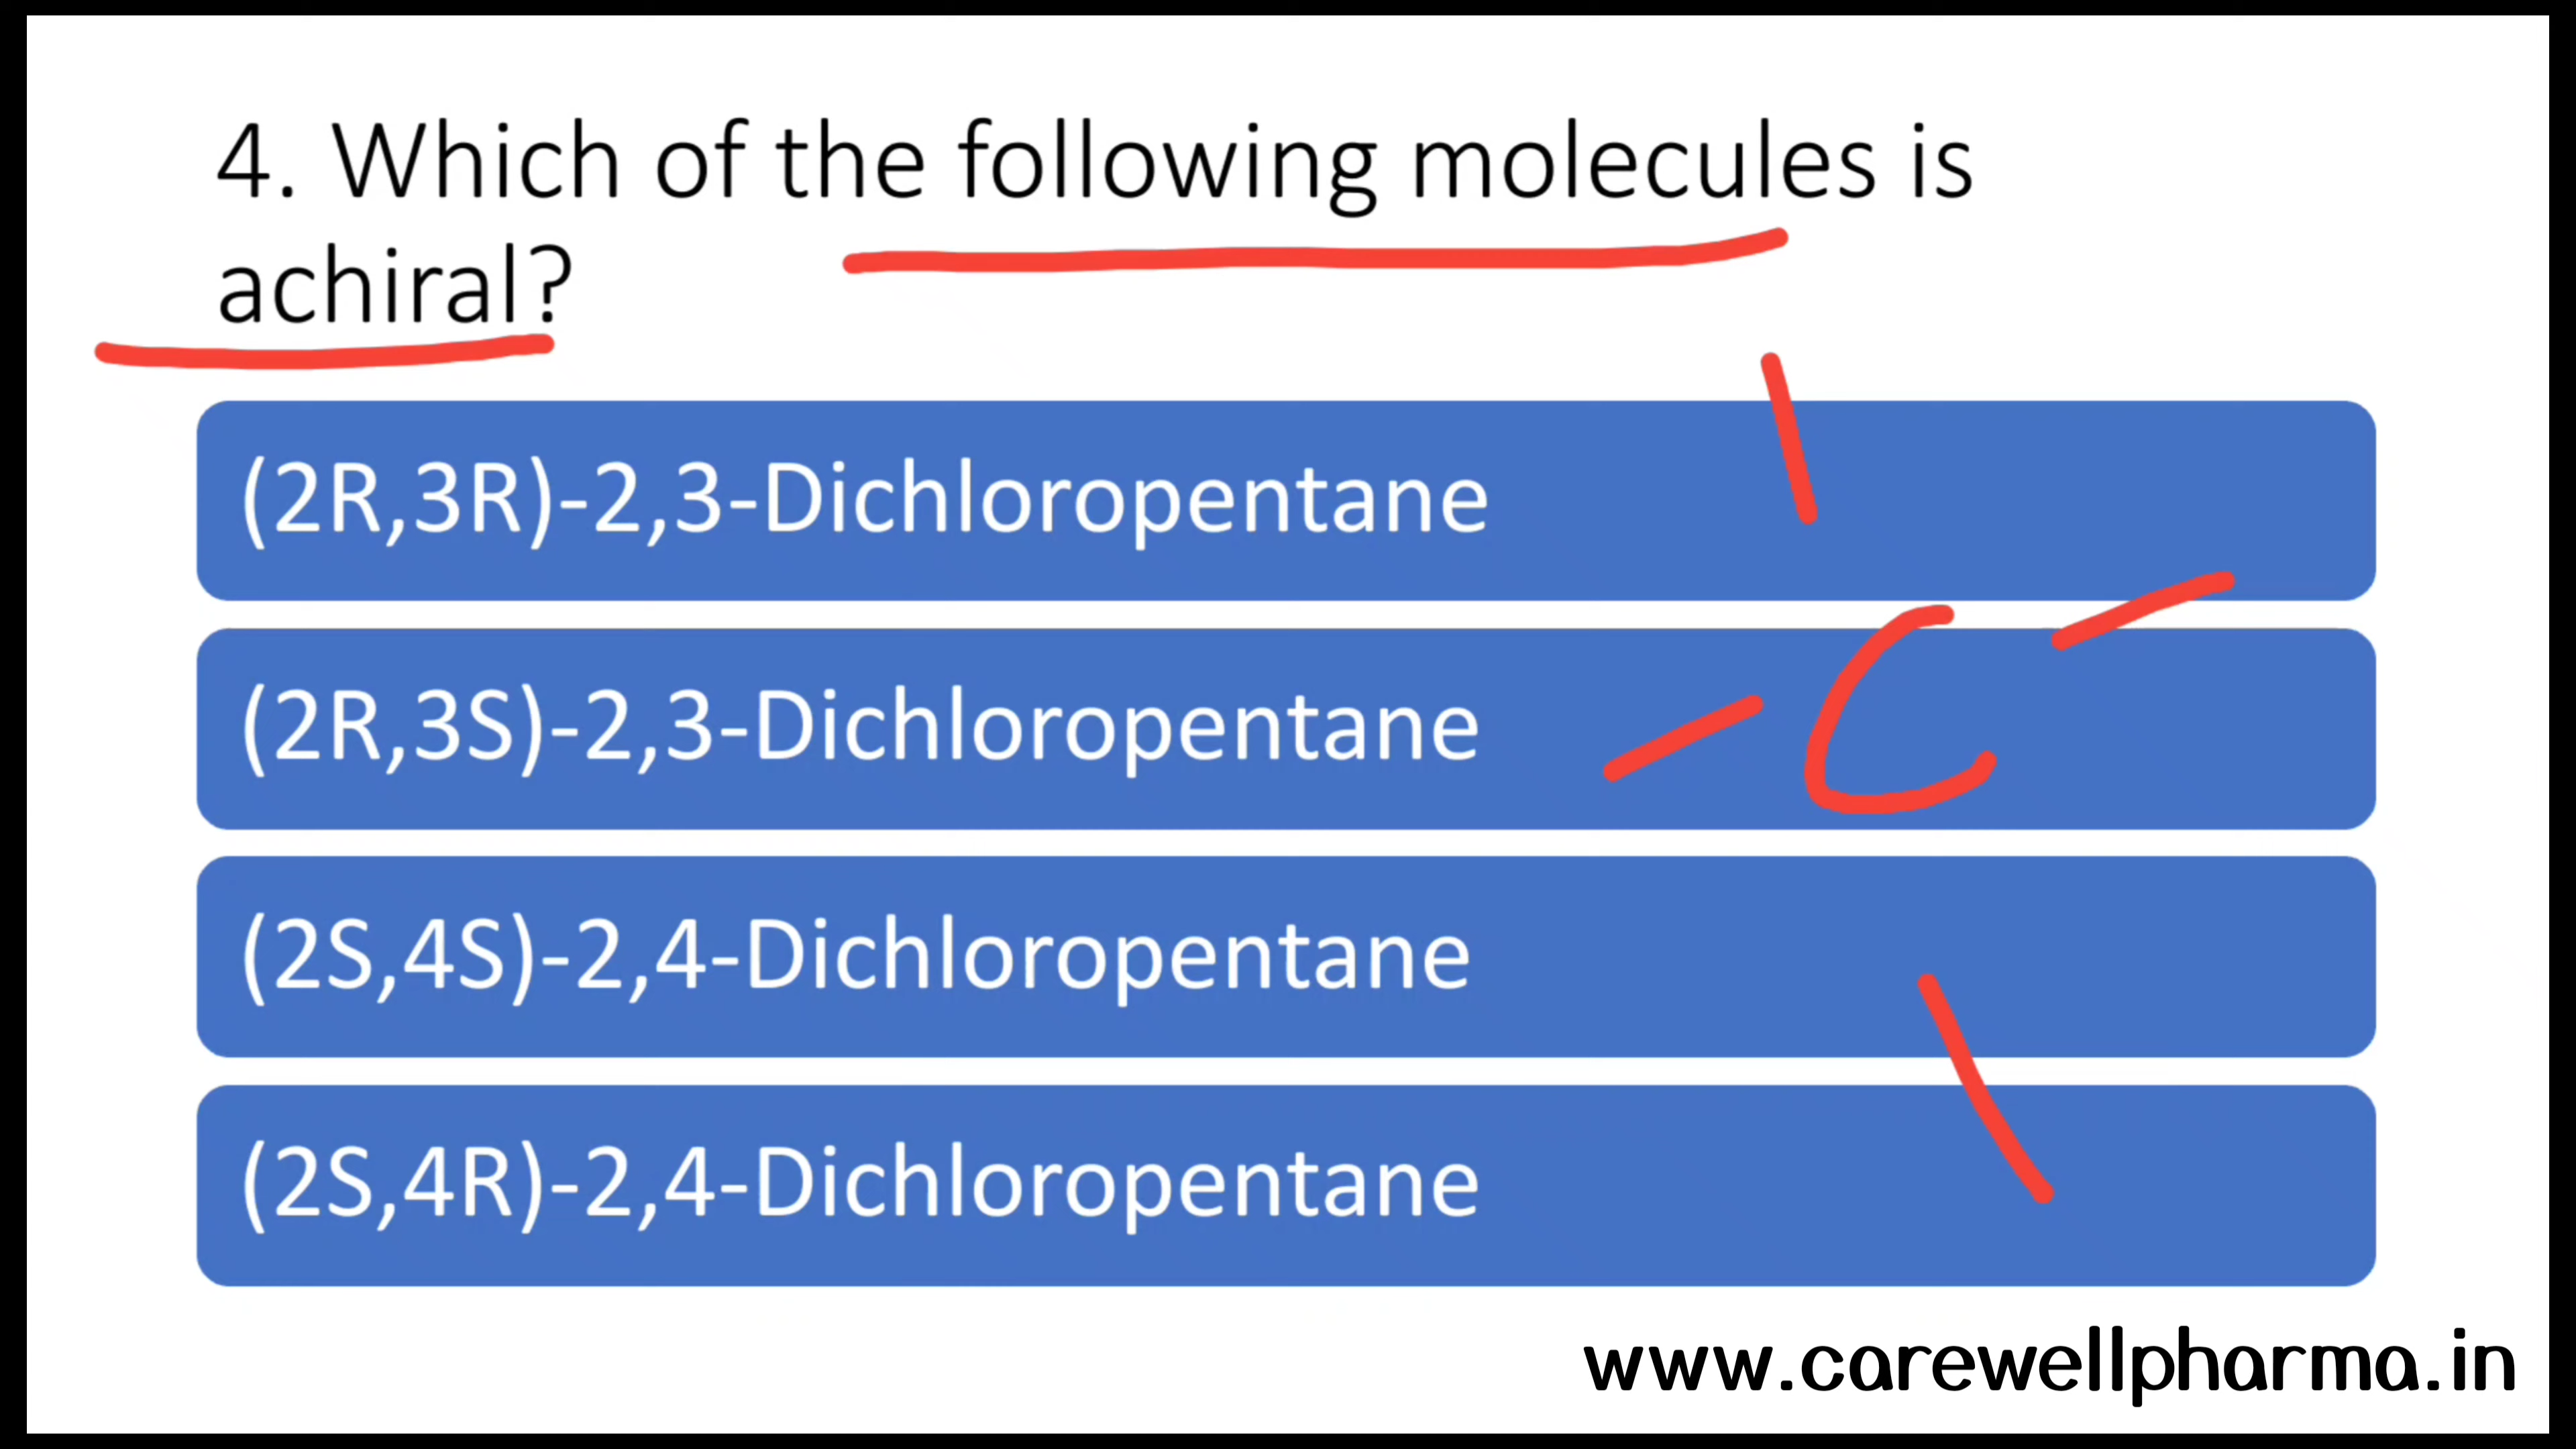 4. Which of the following molecules is
achiral?
(2R,3R)-2,3-Dichloropentane
(2R,3S)-2,3-Dichloropentane
C
(2S,4S)-2,4-Dichloropentane
(2S,4R)-2,4-Dichloropentane
www.carewellpharma.in